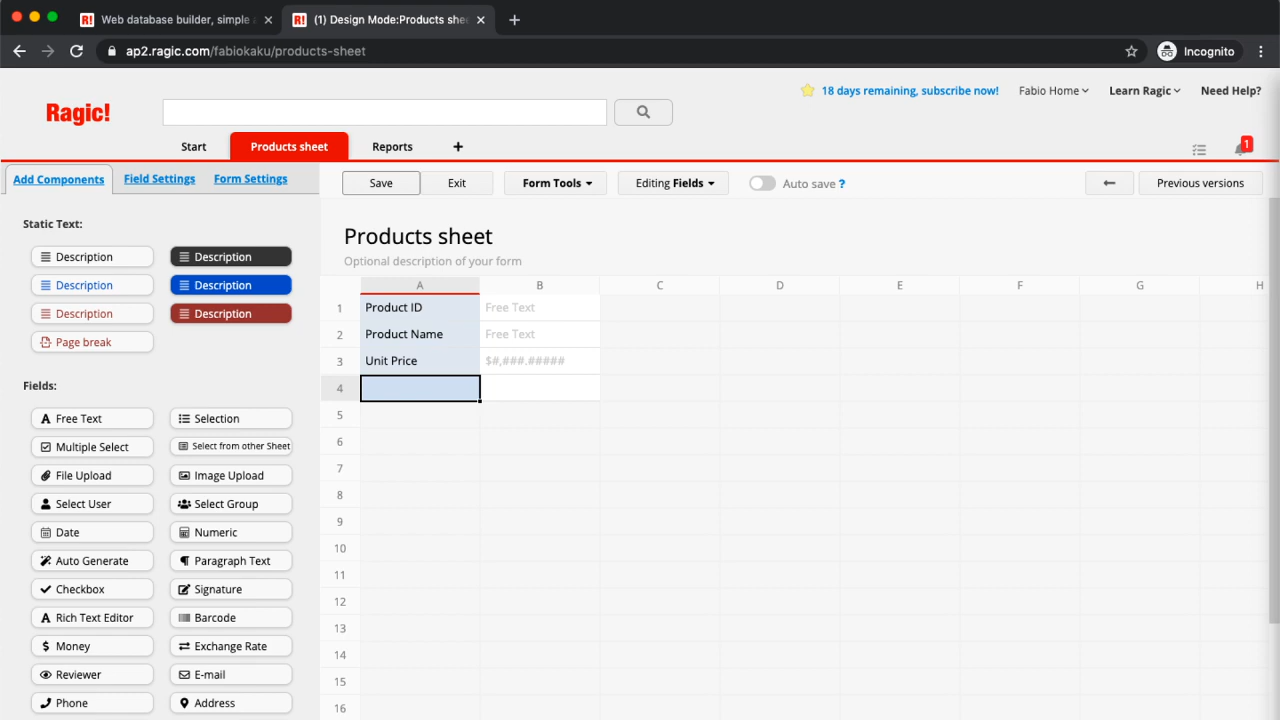 R! Web database builder, simple a
R! (1) Design Mode:Products shee
ap2.ragic.com/fabiokaku/products-sheet
Incognito
Ragic!
18 days remaining, subscribe now!
Fabio Home
Learn Ragic
Need Help?
Start
Products sheet
Reports
+
1
Add Components
Field Settings
Form Settings
Save
Exit
Form Tools
Editing Fields
Auto save ?
Previous versions
Static Text:
Description
Description
Description
Description
Description
Description
Page break
Fields:
A Free Text
Selection
Multiple Select
Select from other Sheet
File Upload
Image Upload
Select User
Select Group
Date
Numeric
Auto Generate
Paragraph Text
Checkbox
Signature
A Rich Text Editor
Barcode
$ Money
Exchange Rate
Reviewer
E-mail
Phone
Address
Products sheet
Optional description of your form
A B C D E F G H
1 Product ID Free Text
2 Product Name Free Text
3 Unit Price $#,###.#####
4
5
6
7
8
9
10
11
12
13
14
15
16